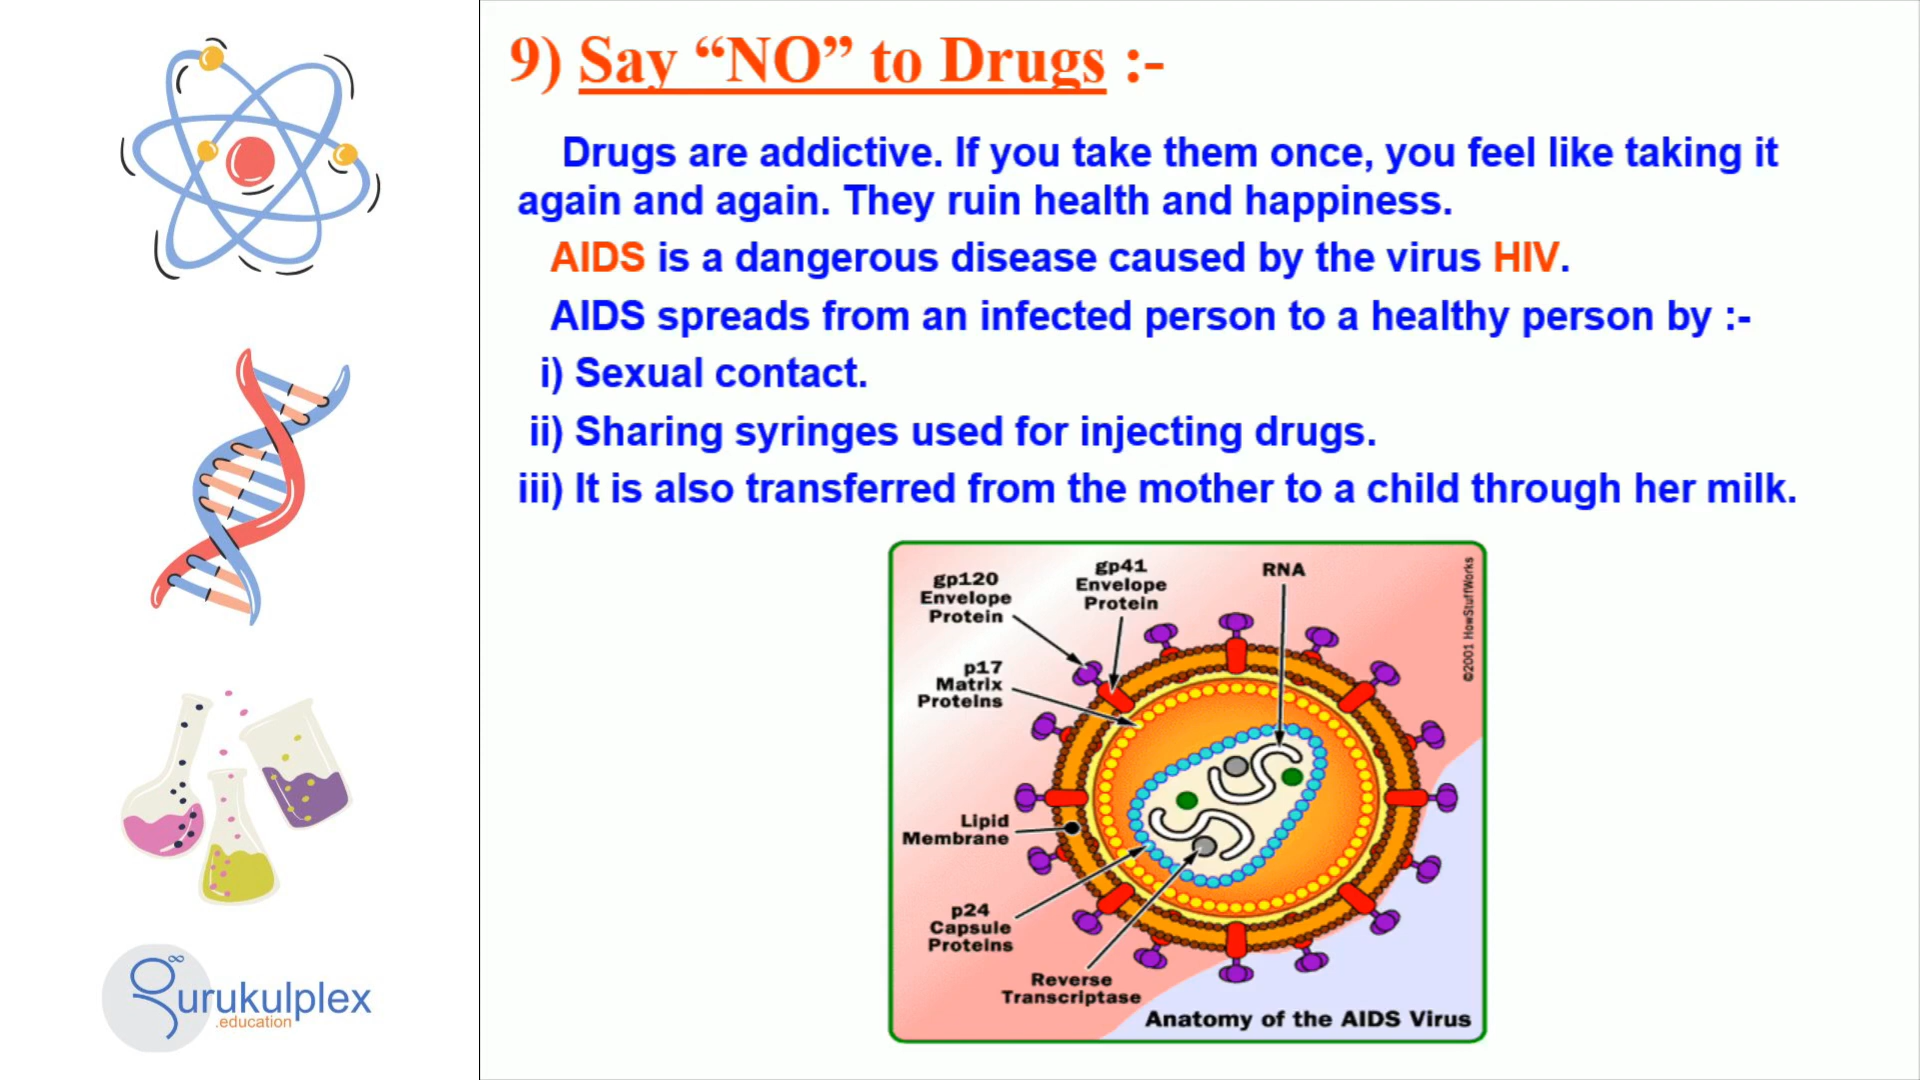 9) Say “NO” to Drugs :-
Drugs are addictive. If you take them once, you feel like taking it
again and again. They ruin health and happiness.
AIDS is a dangerous disease caused by the virus HIV.
AIDS spreads from an infected person to a healthy person by :-
i) Sexual contact.
ii) Sharing syringes used for injecting drugs.
iii) It is also transferred from the mother to a child through her milk.
gp120
Envelope
Protein
gp41
Envelope
Protein
RNA
©2001 HowStuffWorks
p17
Matrix
Proteins
Lipid
Membrane
p24
Capsule
Proteins
Reverse
Transcriptase
Anatomy of the AIDS Virus
gurukulplex
.education